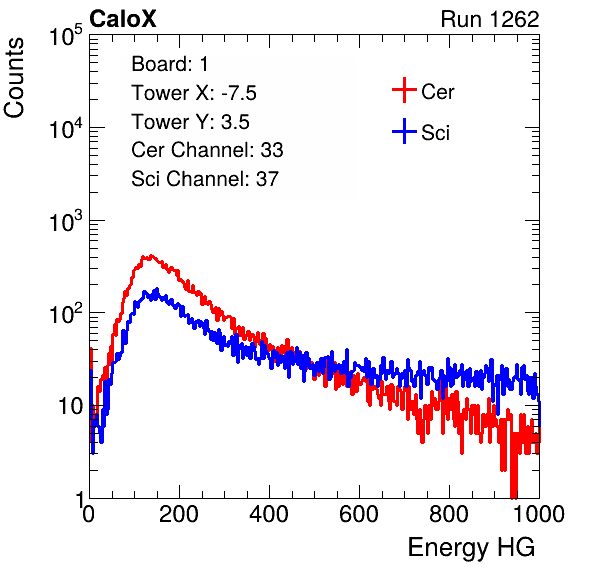 CaloX Run 1262
Counts
10^5
10^4
10^3
10^2
10
1
Board: 1
Tower X: -7.5
Tower Y: 3.5
Cer Channel: 33
Sci Channel: 37
Cer
Sci
0 200 400 600 800 1000
Energy HG